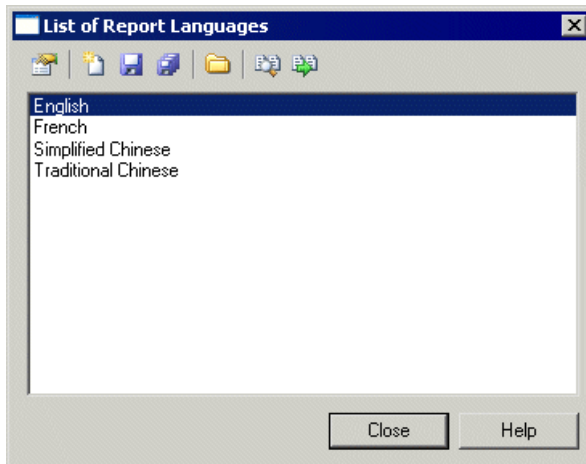 List of Report Languages
English
French
Simplified Chinese
Traditional Chinese
Close
Help